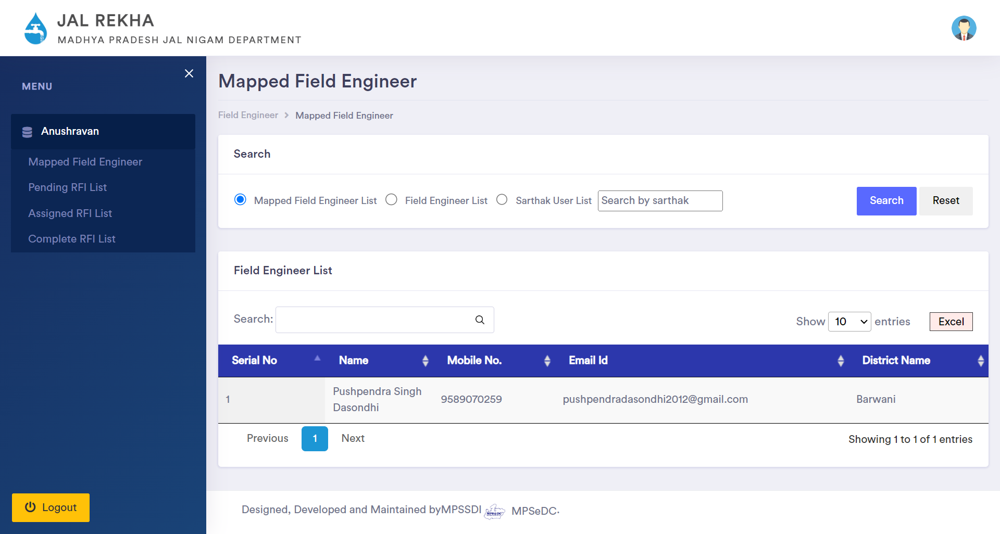 JAL REKHA
MADHYA PRADESH JAL NIGAM DEPARTMENT
MENU
Anushravan
Mapped Field Engineer
Pending RFI List
Assigned RFI List
Complete RFI List
Logout
Mapped Field Engineer
Field Engineer > Mapped Field Engineer
Search
Mapped Field Engineer List Field Engineer List Sarthak User List Search by sarthak Search Reset
Field Engineer List
Search: Show 10 entries Excel
Serial No Name Mobile No. Email Id District Name
1 Pushpendra Singh Dasondhi 9589070259 pushpendradasondhi2012@gmail.com Barwani
Previous 1 Next Showing 1 to 1 of 1 entries
Designed, Developed and Maintained byMPSSDI MPSeDC MPSeDC.